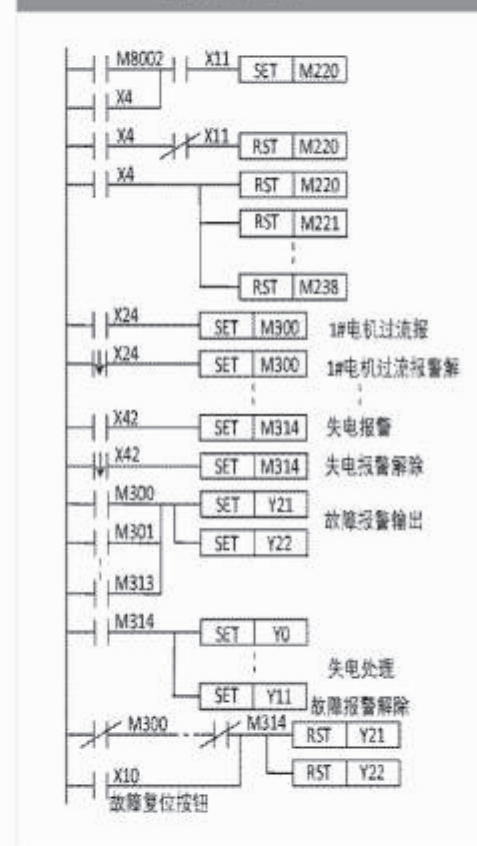 M8002 X11 SET M220
X4
X4 X11 RST M220
X4 RST M220
RST M221
RST M238
X24 SET M300 1#电机过流报
X24 SET M300 1#电机过流报警解
X42 SET M314 失电报警
X42 SET M314 失电报警解除
M300 SET Y21
故障报警输出
M301 SET Y22
M313
M314 SET Y0
失电处理
SET Y11 故障报警解除
M300 M314 RST Y21
X10 RST Y22
故障复位按钮